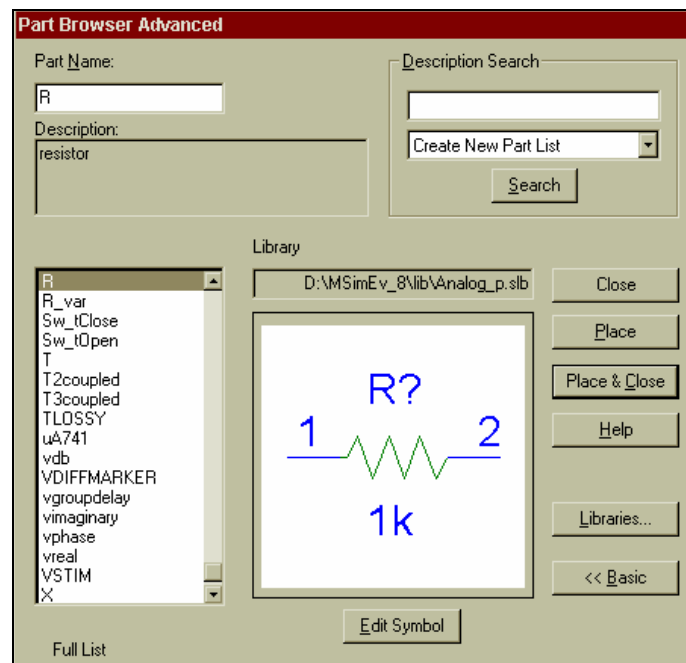 Part Browser Advanced
Part Name:
R
Description:
resistor
Description Search
Create New Part List
Search
Library
D:\MSimEv_8\lib\Analog_p.slb
R
R_var
Sw_tClose
Sw_tOpen
T
T2coupled
T3coupled
TLOSSY
uA741
vdb
VDIFFMARKER
vgroupdelay
vimaginary
vphase
vreal
VSTIM
X
Full List
R?
1 2
1k
Edit Symbol
Close
Place
Place & Close
Help
Libraries...
<< Basic